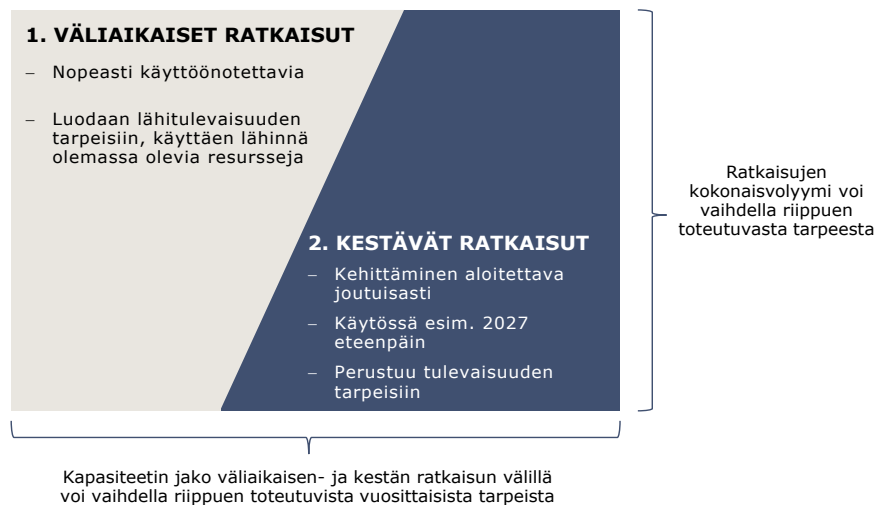 1. VÄLIAIKAISET RATKAISUT
– Nopeasti käyttöönotettavia
– Luodaan lähitulevaisuuden
tarpeisiin, käyttäen lähinnä
olemassa olevia resursseja
2. KESTÄVÄT RATKAISUT
– Kehittäminen aloitettava
joutuisasti
– Käytössä esim. 2027
eteenpäin
– Perustuu tulevaisuuden
tarpeisiin
Ratkaisujen
kokonaisvolyymi voi
vaihdella riippuen
toteutuvasta tarpeesta
Kapasiteetin jako väliaikaisen- ja kestän ratkaisun välillä
voi vaihdella riippuen toteutuvista vuosittaisista tarpeista